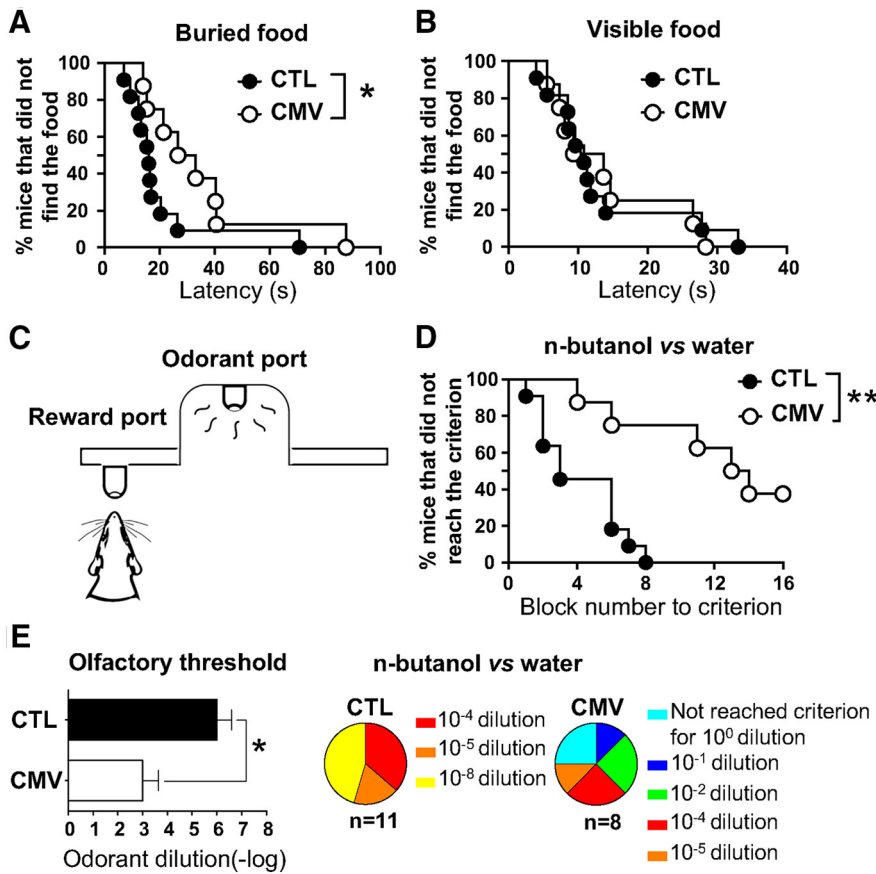 A
Buried food
% mice that did not
find the food
100
80
60
40
20
0
CTL
CMV
*
0 20 40 60 80 100
Latency (s)
B
Visible food
% mice that did not
find the food
100
80
60
40
20
0
CTL
CMV
0 10 20 30 40
Latency (s)
C
Odorant port
Reward port
D
n-butanol vs water
% mice that did not
reach the criterion
100
80
60
40
20
0
CTL
CMV
**
0 4 8 12 16
Block number to criterion
E
Olfactory threshold
CTL
CMV
*
0 1 2 3 4 5 6 7 8
Odorant dilution(-log)
n-butanol vs water
CTL
n=11
10⁻⁴ dilution
10⁻⁵ dilution
10⁻⁸ dilution
CMV
n=8
Not reached criterion
for 10⁰ dilution
10⁻¹ dilution
10⁻² dilution
10⁻⁴ dilution
10⁻⁵ dilution